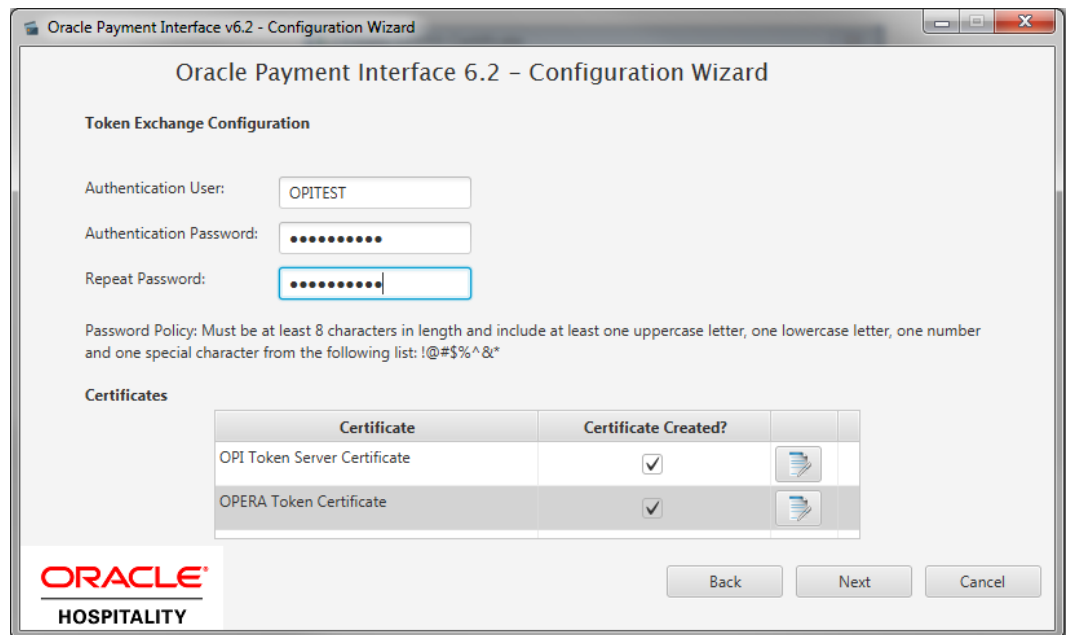 Oracle Payment Interface v6.2 - Configuration Wizard
Oracle Payment Interface 6.2 – Configuration Wizard
Token Exchange Configuration
Authentication User: OPITEST
Authentication Password: ●●●●●●●●●●
Repeat Password: ●●●●●●●●●●
Password Policy: Must be at least 8 characters in length and include at least one uppercase letter, one lowercase letter, one number
and one special character from the following list: !@#$%^&*
Certificates
Certificate Certificate Created?
OPI Token Server Certificate
OPERA Token Certificate
ORACLE®
HOSPITALITY
Back Next Cancel